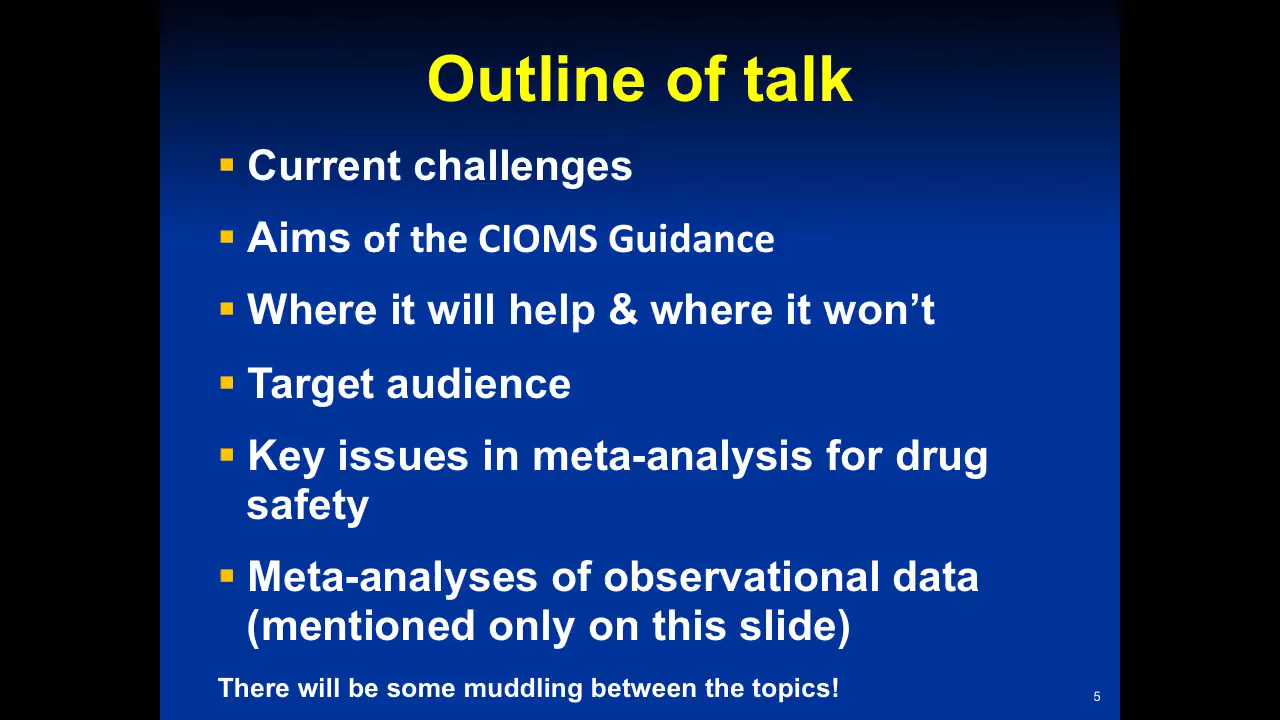 Outline of talk
▪ Current challenges
▪ Aims of the CIOMS Guidance
▪ Where it will help & where it won’t
▪ Target audience
▪ Key issues in meta-analysis for drug
safety
▪ Meta-analyses of observational data
(mentioned only on this slide)
There will be some muddling between the topics!
5